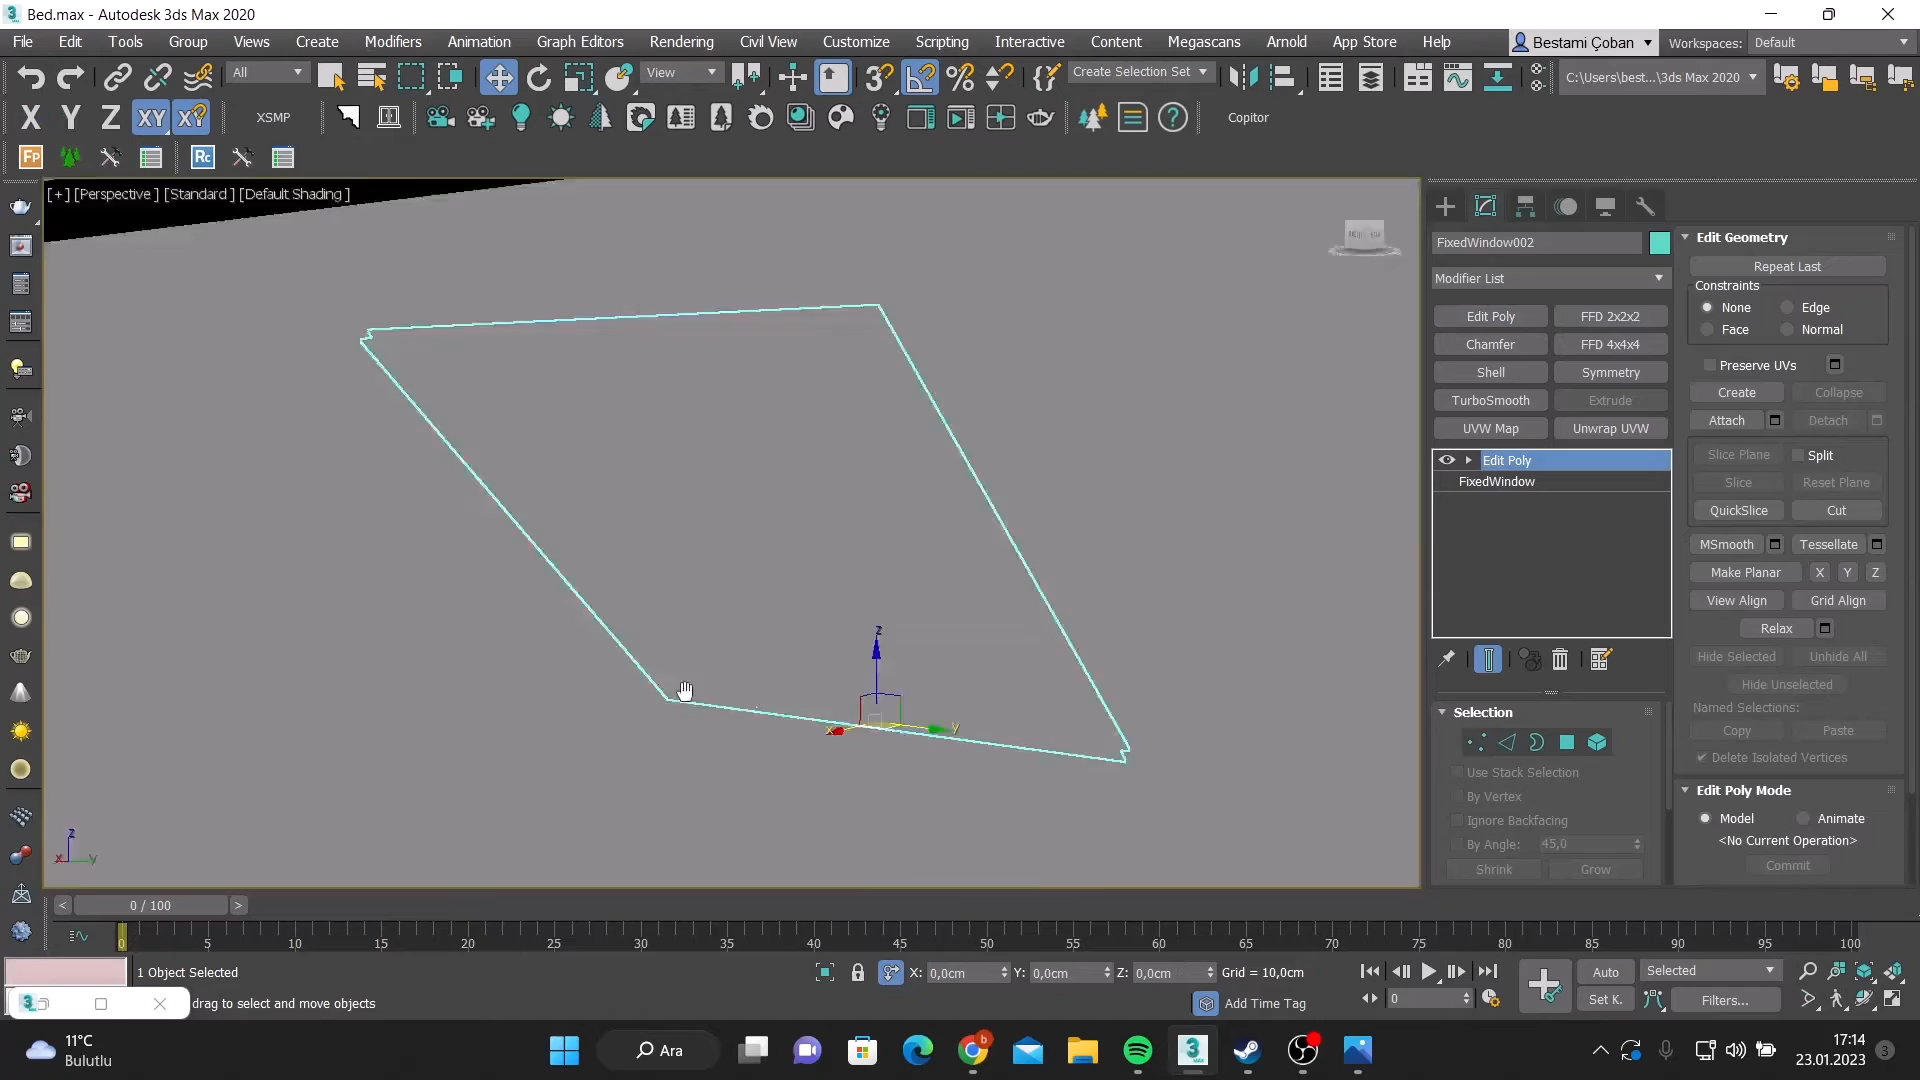 Bed.max - Autodesk 3ds Max 2020
File Edit Tools Group Views Create Modifiers Animation Graph Editors Rendering Civil View Customize Scripting Interactive Content Megascans Arnold App Store Help Bestami Çoban Workspaces: Default
All View Create Selection Set C:\Users\best...\3ds Max 2020
X Y Z XY X XSMP Copitor
Fp Rc
[+] [Perspective ] [Standard ] [Default Shading ]
FixedWindow002
Modifier List
Edit Poly FFD 2x2x2
Chamfer FFD 4x4x4
Shell Symmetry
TurboSmooth Extrude
UVW Map Unwrap UVW
Edit Poly
FixedWindow
Selection
Use Stack Selection
By Vertex
Ignore Backfacing
By Angle: 45,0
Shrink Grow
Edit Geometry
Repeat Last
Constraints
None Edge
Face Normal
Preserve UVs
Create Collapse
Attach Detach
Slice Plane Split
Slice Reset Plane
QuickSlice Cut
MSmooth Tessellate
Make Planar X Y Z
View Align Grid Align
Relax
Hide Selected Unhide All
Hide Unselected
Named Selections:
Copy Paste
Delete Isolated Vertices
Edit Poly Mode
Model Animate
<No Current Operation>
Commit
z
x y
z
x y
< 0 / 100 >
0 5 10 15 20 25 30 35 40 45 50 55 60 65 70 75 80 85 90 95 100
1 Object Selected X: 0,0cm Y: 0,0cm Z: 0,0cm Grid = 10,0cm Auto Selected
drag to select and move objects Add Time Tag 0 Set K. Filters...
11°C
Bulutlu
Ara
17:14
23.01.2023
3